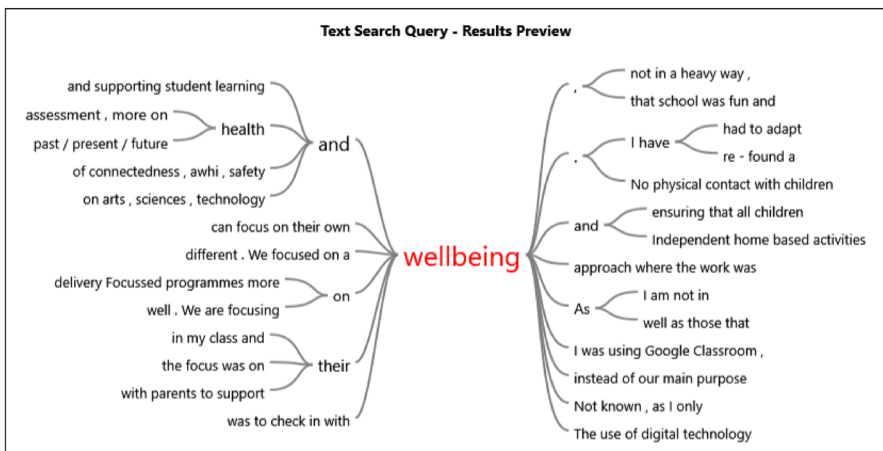 Text Search Query - Results Preview
and supporting student learning
assessment , more on
health
past / present / future
and
of connectedness , awhi , safety
on arts , sciences , technology
can focus on their own
different . We focused on a
delivery Focussed programmes more
on
well . We are focusing
in my class and
the focus was on
their
with parents to support
was to check in with
wellbeing
,
not in a heavy way ,
that school was fun and
.
I have
had to adapt
re - found a
No physical contact with children
and
ensuring that all children
Independent home based activities
approach where the work was
As
I am not in
well as those that
I was using Google Classroom ,
instead of our main purpose
Not known , as I only
The use of digital technology